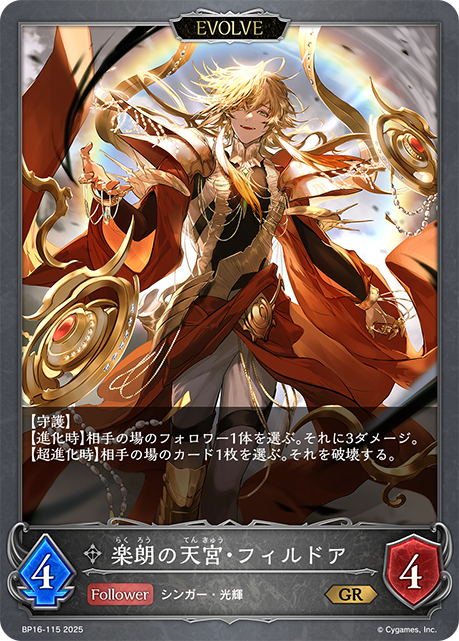 EVOLVE
【守護】
【進化時】相手の場のフォロワー1体を選ぶ。それに3ダメージ。
【超進化時】相手の場のカード1枚を選ぶ。それを破壊する。
らく ろう てん きゅう
楽朗の天宮・フィルドア
4
4
Follower シンガー・光輝 GR
BP16-115 2025 © Cygames, Inc.